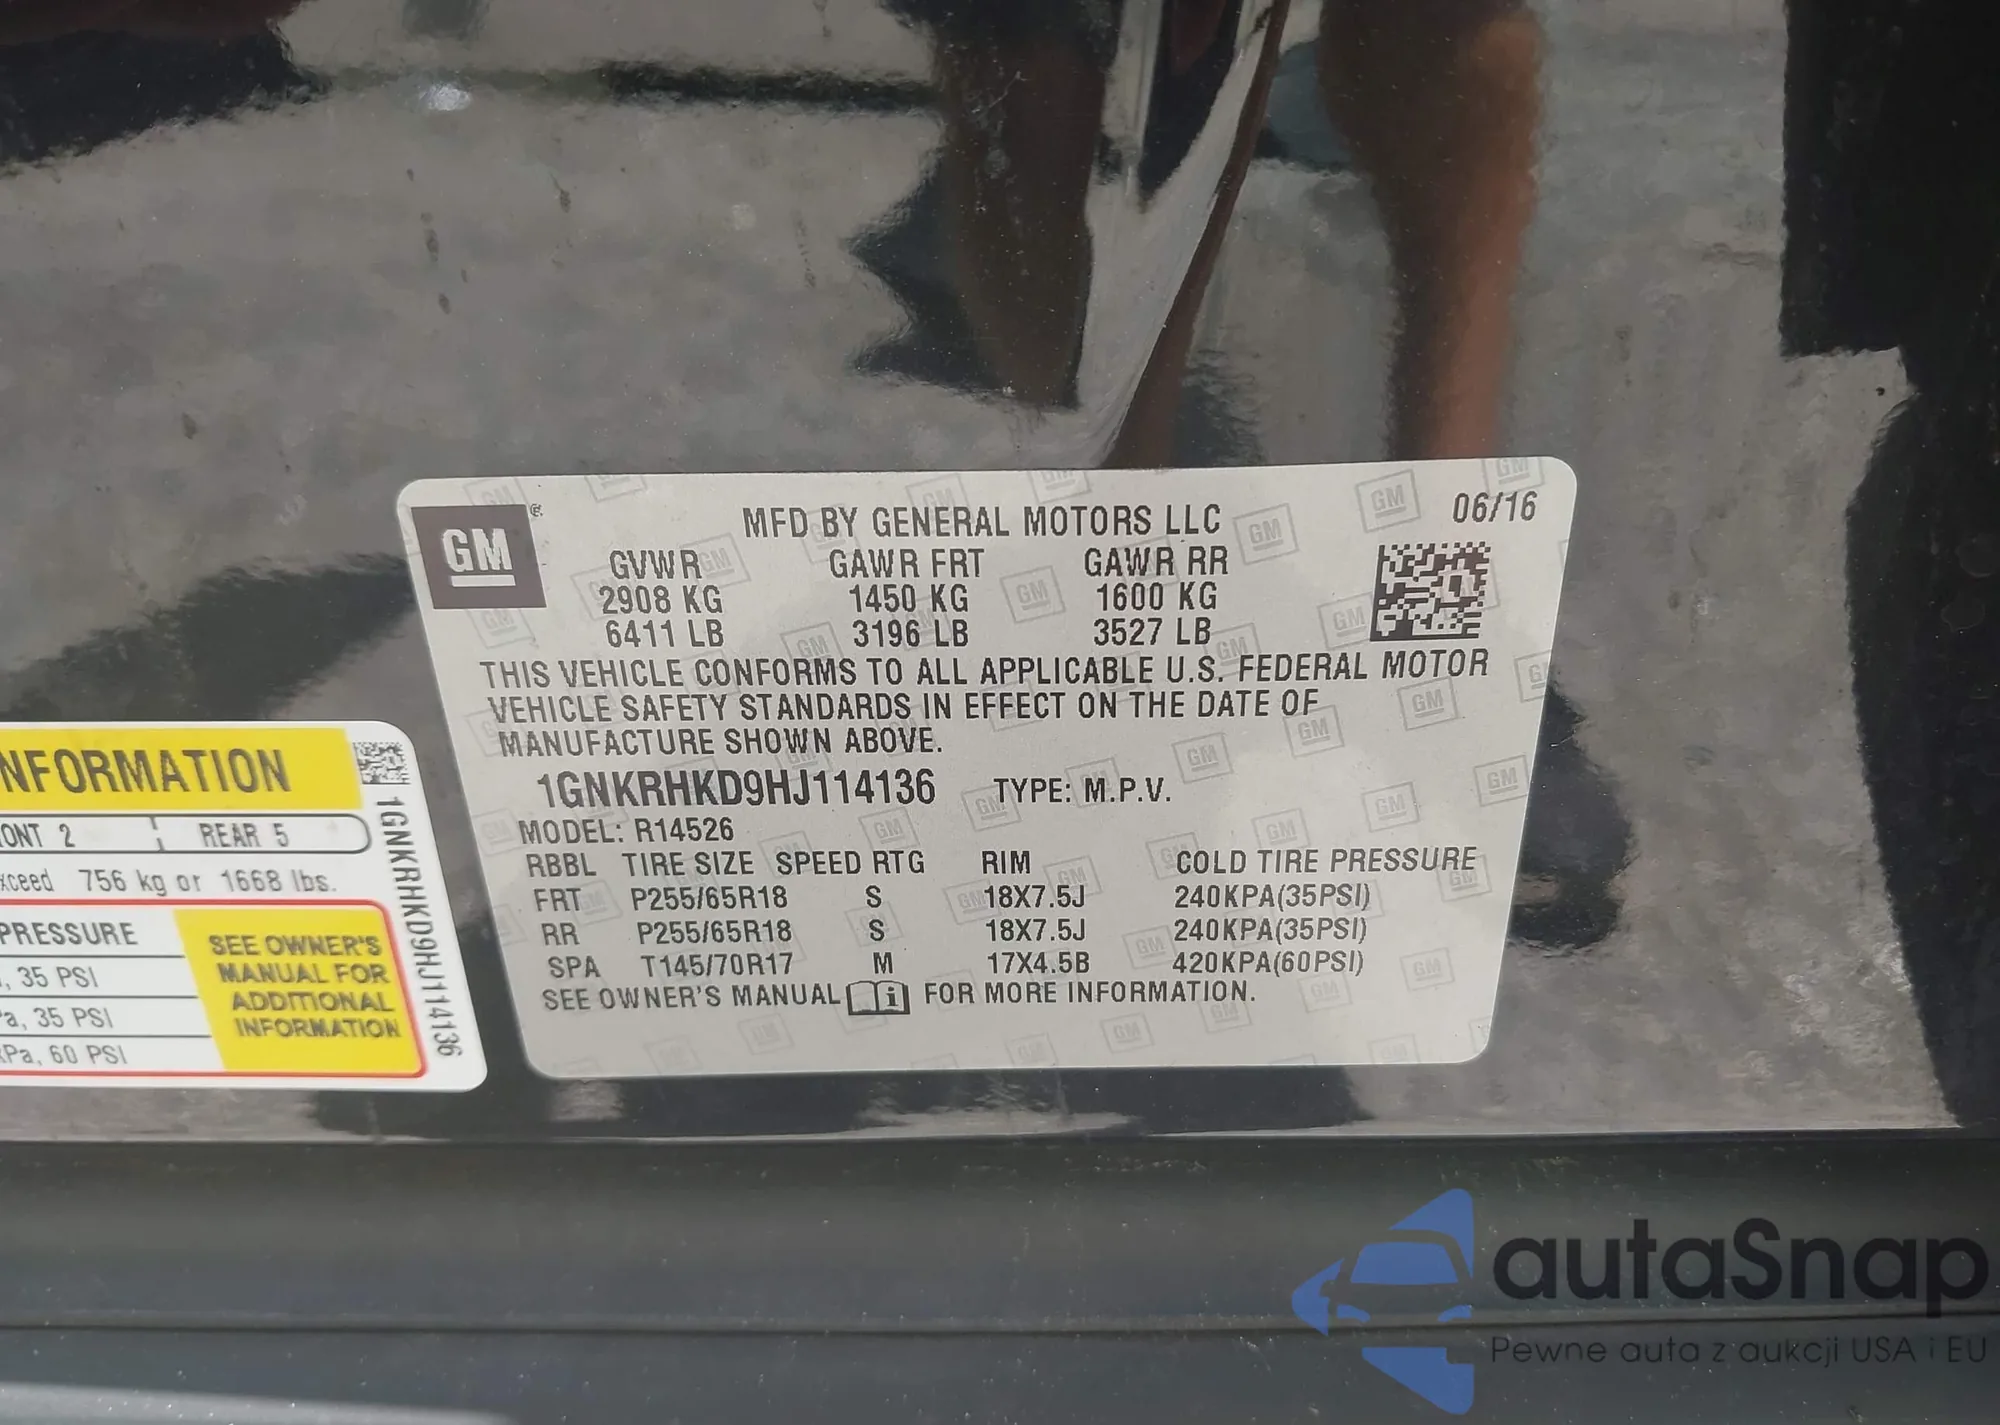 GM
MFD BY GENERAL MOTORS LLC
06/16
GVWR GAWR FRT GAWR RR
2908 KG 1450 KG 1600 KG
6411 LB 3196 LB 3527 LB
THIS VEHICLE CONFORMS TO ALL APPLICABLE U.S. FEDERAL MOTOR
VEHICLE SAFETY STANDARDS IN EFFECT ON THE DATE OF
MANUFACTURE SHOWN ABOVE.
1GNKRHKD9HJ114136 TYPE: M.P.V.
MODEL: R14526
RBBL TIRE SIZE SPEED RTG RIM COLD TIRE PRESSURE
FRT P255/65R18 S 18X7.5J 240KPA(35PSI)
RR P255/65R18 S 18X7.5J 240KPA(35PSI)
SPA T145/70R17 M 17X4.5B 420KPA(60PSI)
SEE OWNER'S MANUAL i FOR MORE INFORMATION.
NFORMATION
ONT 2 REAR 5
xceed 756 kg or 1668 lbs.
PRESSURE
, 35 PSI
a, 35 PSI
kPa, 60 PSI
SEE OWNER'S
MANUAL FOR
ADDITIONAL
INFORMATION
1GNKRHKD9HJ114136
autaSnap
Pewne auta z aukcji USA i EU